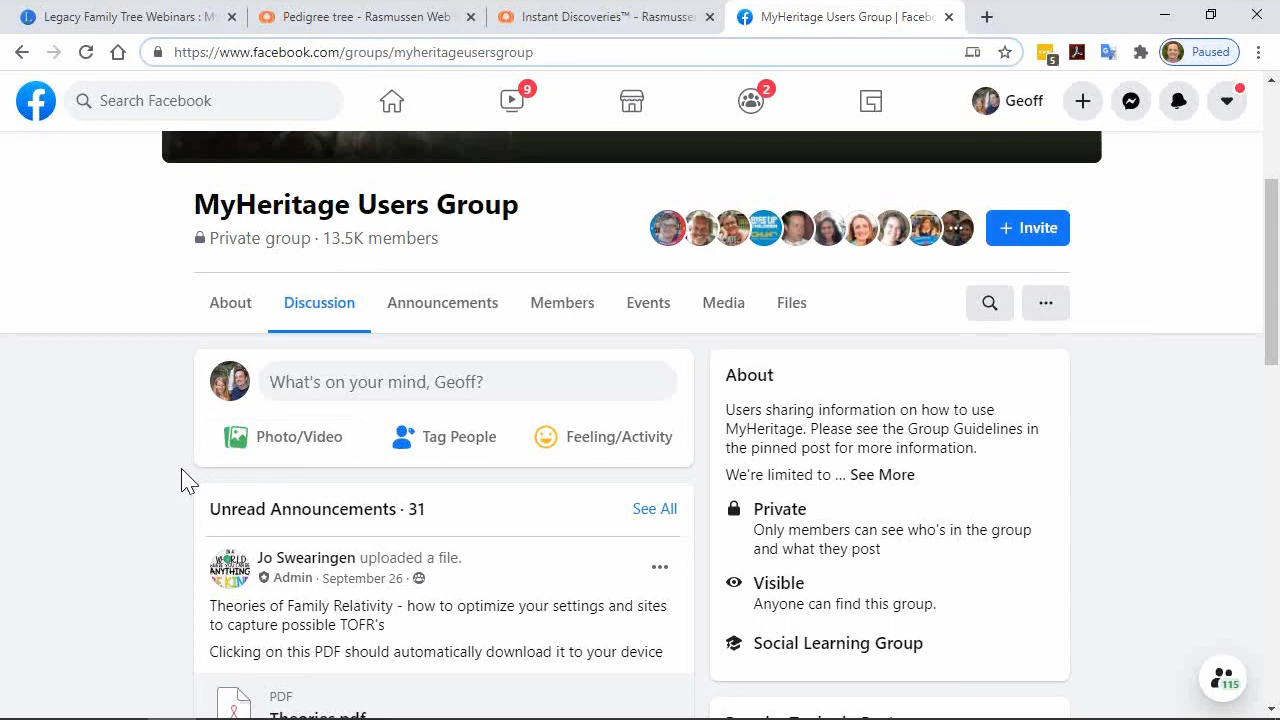 Legacy Family Tree Webinars : M
Pedigree tree - Rasmussen Web
Instant Discoveries™ - Rasmusse
MyHeritage Users Group | Faceb
https://www.facebook.com/groups/myheritageusersgroup
5
Paused
Search Facebook
9
2
Geoff
MyHeritage Users Group
Private group · 13.5K members
+ Invite
About
Discussion
Announcements
Members
Events
Media
Files
What's on your mind, Geoff?
Photo/Video
Tag People
Feeling/Activity
Unread Announcements · 31
See All
Jo Swearingen uploaded a file.
Admin · September 26 ·
Theories of Family Relativity - how to optimize your settings and sites
to capture possible TOFR's
Clicking on this PDF should automatically download it to your device
PDF
Theories.pdf
About
Users sharing information on how to use
MyHeritage. Please see the Group Guidelines in
the pinned post for more information.
We're limited to ... See More
Private
Only members can see who's in the group
and what they post
Visible
Anyone can find this group.
Social Learning Group
115